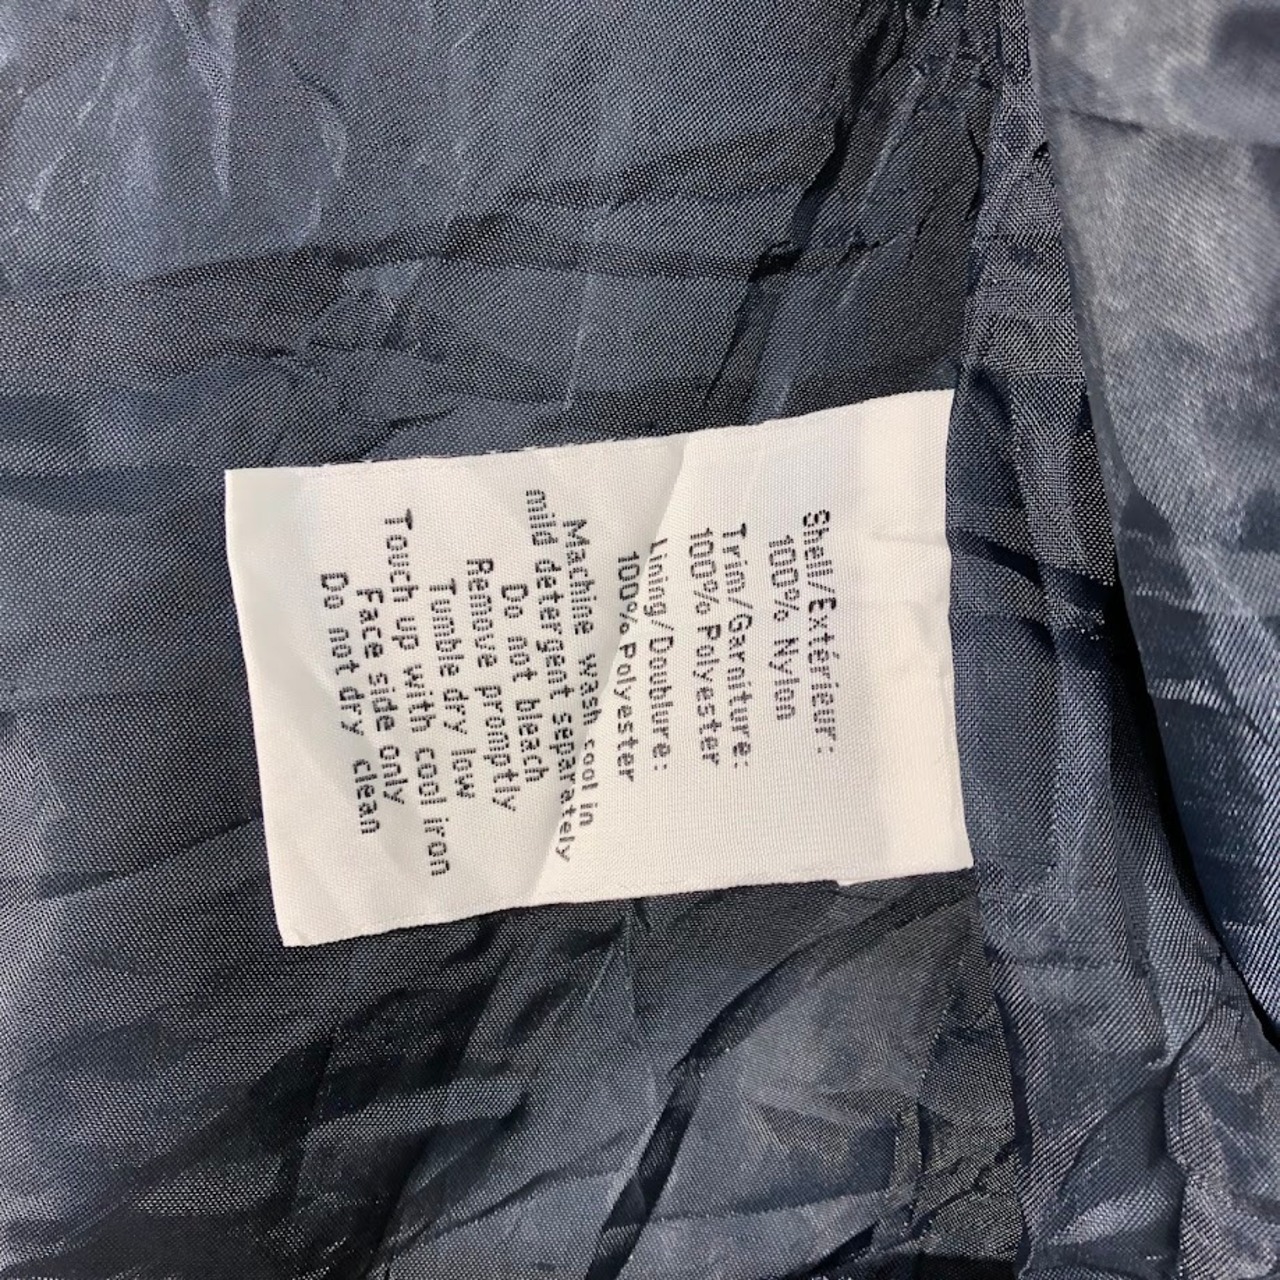 Shell/Extérieur:
100% Nylon
Trim/Garniture:
100% Polyester
Lining/Doublure:
100% Polyester
Machine wash cool in
mild detergent separately
Do not bleach
Remove promptly
Tumble dry low
Touch up with cool iron
Face side only
Do not dry clean